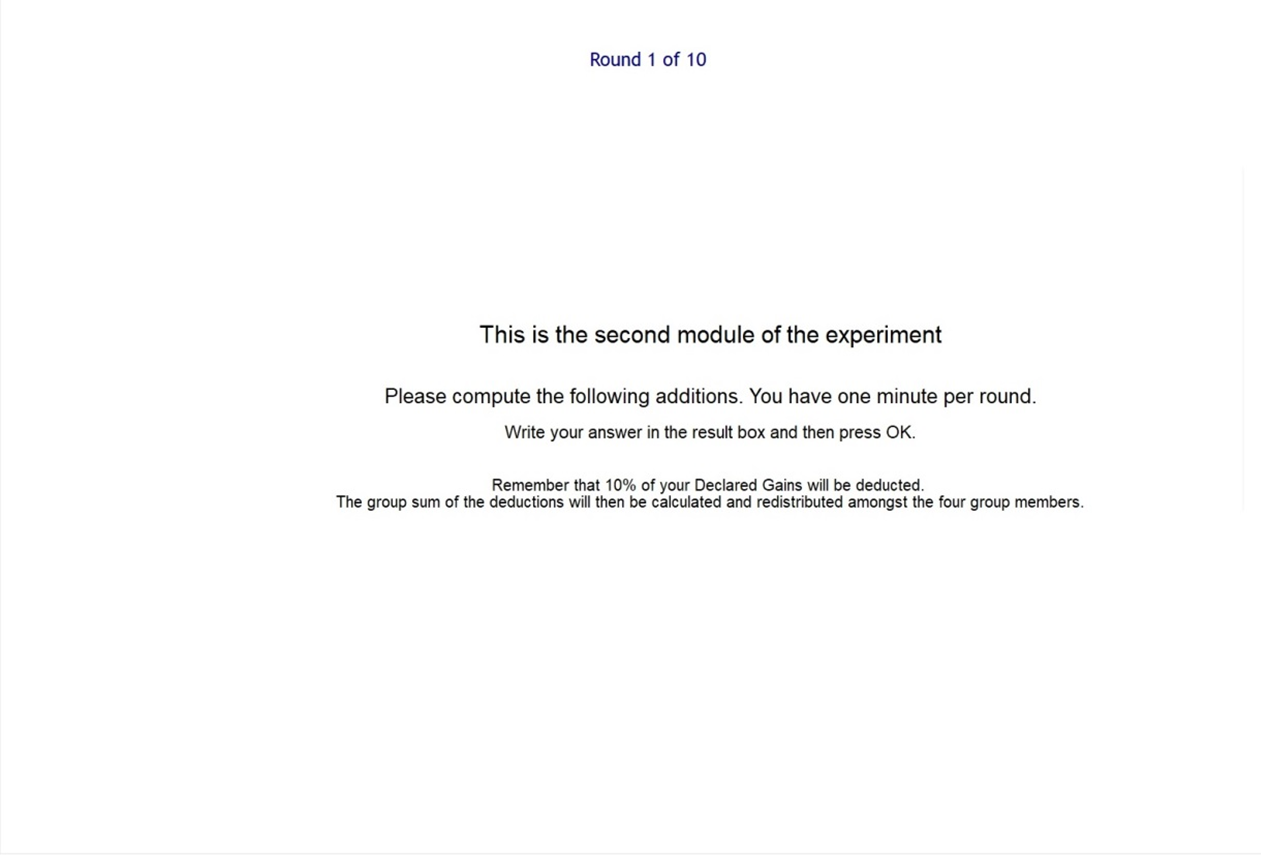 Round 1 of 10
This is the second module of the experiment
Please compute the following additions. You have one minute per round.
Write your answer in the result box and then press OK.
Remember that 10% of your Declared Gains will be deducted.
The group sum of the deductions will then be calculated and redistributed amongst the four group members.